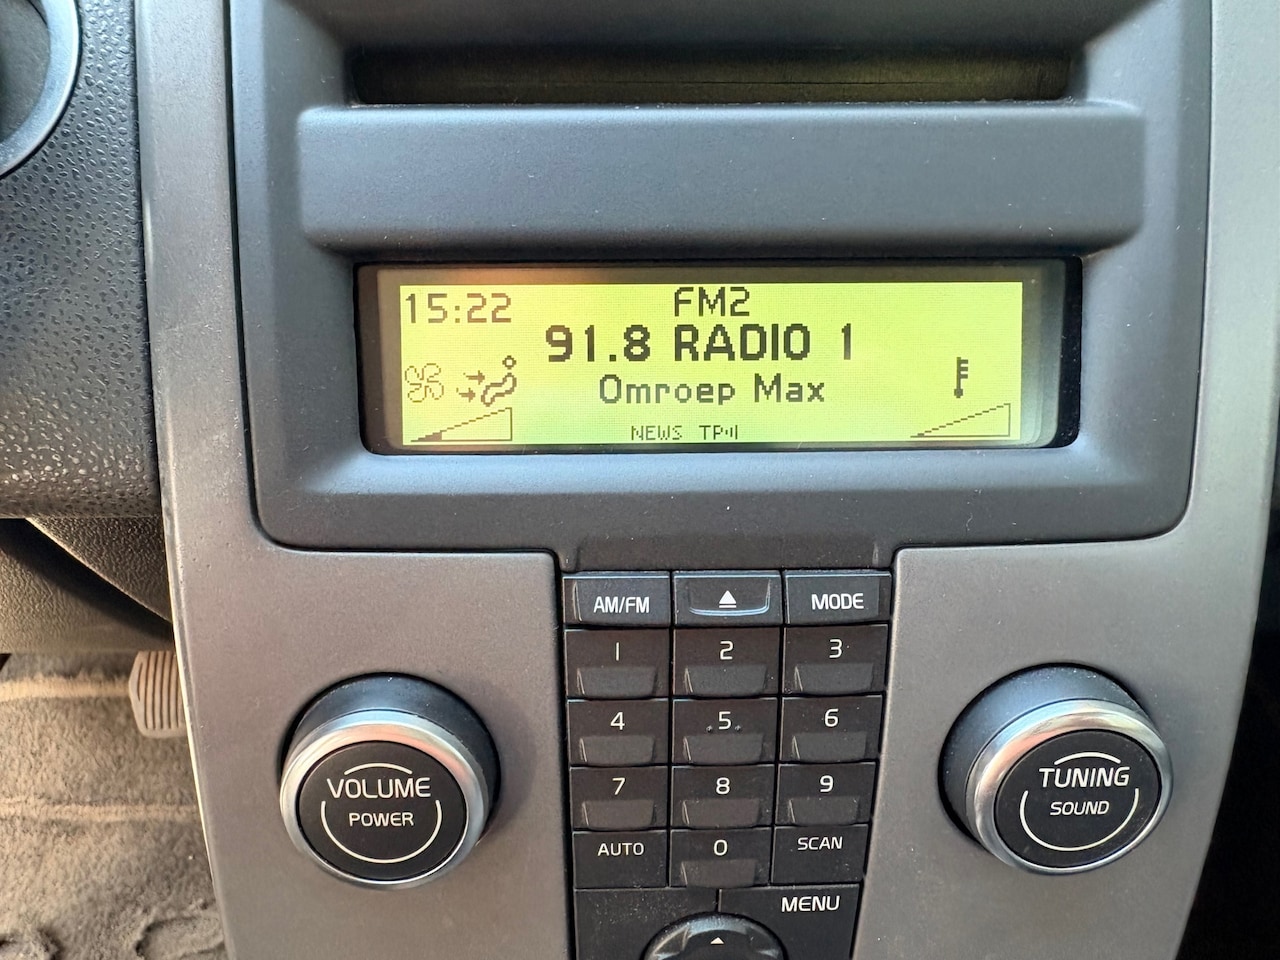 15:22 FM2
91.8 RADIO 1
Omroep Max
NEWS TP
AM/FM MODE
1 2 3
4 5 6
7 8 9
AUTO 0 SCAN
MENU
VOLUME
POWER
TUNING
SOUND